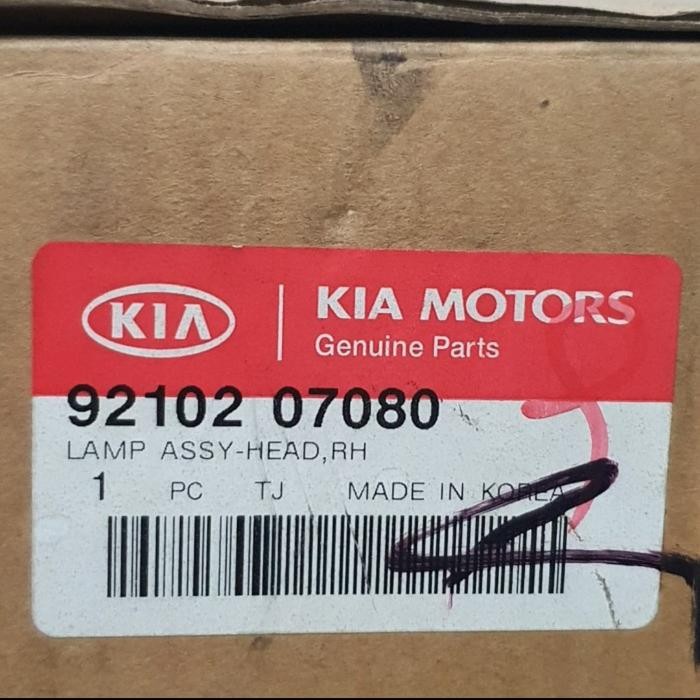 KIA
KIA MOTORS
Genuine Parts
92102 07080
LAMP ASSY-HEAD,RH
1 PC TJ MADE IN KOREA